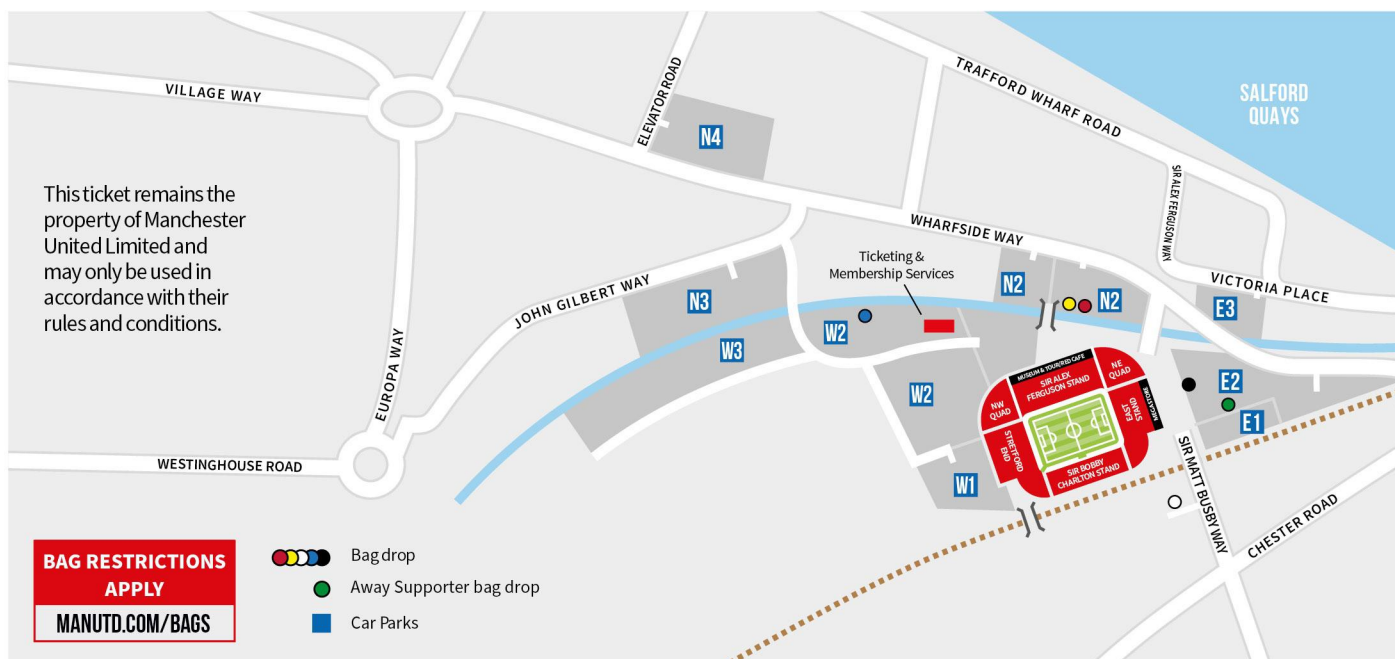 VILLAGE WAY
ELEVATOR ROAD
N4
TRAFFORD WHARF ROAD
SALFORD
QUAYS
This ticket remains the
property of Manchester
United Limited and
may only be used in
accordance with their
rules and conditions.
SIR ALEX FERGUSON WAY
WHARFSIDE WAY
Ticketing &
Membership Services
VICTORIA PLACE
JOHN GILBERT WAY
N3
N2
N2
E3
W3
W2
EUROPA WAY
MUSEUM & TOUR/RED CAFE
SIR ALEX
FERGUSON STAND
NE
QUAD
NW
QUAD
EAST
STAND
MEGASTORE
W2
E2
E1
STRETFORD
END
SIR BOBBY
CHARLTON STAND
W1
WESTINGHOUSE ROAD
SIR MATT BUSBY WAY
CHESTER ROAD
BAG RESTRICTIONS
APPLY
MANUTD.COM/BAGS
Bag drop
Away Supporter bag drop
Car Parks